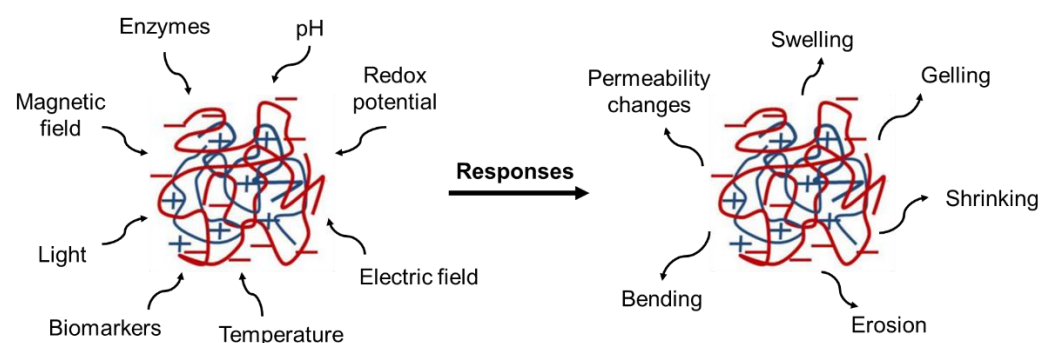 Enzymes
pH
Redox
potential
Magnetic
field
Light
Biomarkers
Temperature
Electric field
Responses
Swelling
Permeability
changes
Gelling
Shrinking
Bending
Erosion